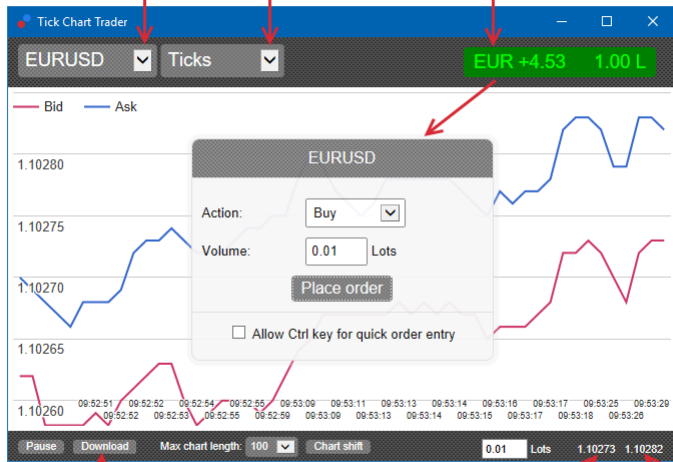 Tick Chart Trader
EURUSD Ticks EUR +4.53 1.00 L
Bid Ask
EURUSD
1.10280
Action: Buy
1.10275
Volume: 0.01 Lots
1.10270
Place order
Allow Ctrl key for quick order entry
1.10265
09:52:51 09:52:52 09:52:54 09:52:55 09:53:09 09:53:11 09:53:13 09:53:14 09:53:16 09:53:17 09:53:25 09:53:29
1.10260
09:52:52 09:52:53 09:52:55 09:52:59 09:53:09 09:53:13 09:53:14 09:53:15 09:53:17 09:53:18 09:53:26
Pause Download Max chart length: 100 Chart shift 0.01 Lots 1.10273 1.10282